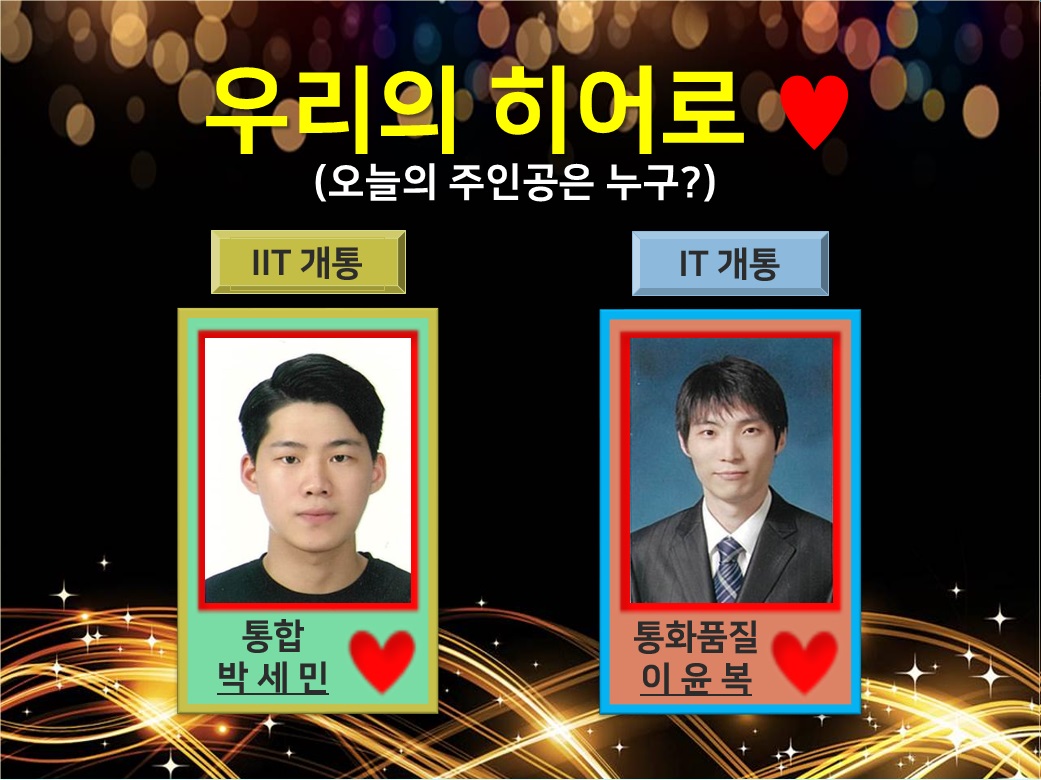 우리의 히어로 ♥
(오늘의 주인공은 누구?)
IIT 개통
IT 개통
통합
박 세 민
통화품질
이 윤 복